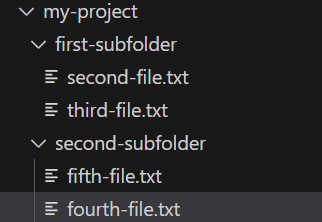 my-project
first-subfolder
second-file.txt
third-file.txt
second-subfolder
fifth-file.txt
fourth-file.txt